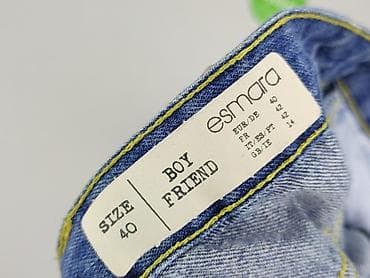 SIZE
40
BOY
FRIEND
esmara
EUR/DE 40
FR 42
IT/ES/PT 42
GB/IE 14